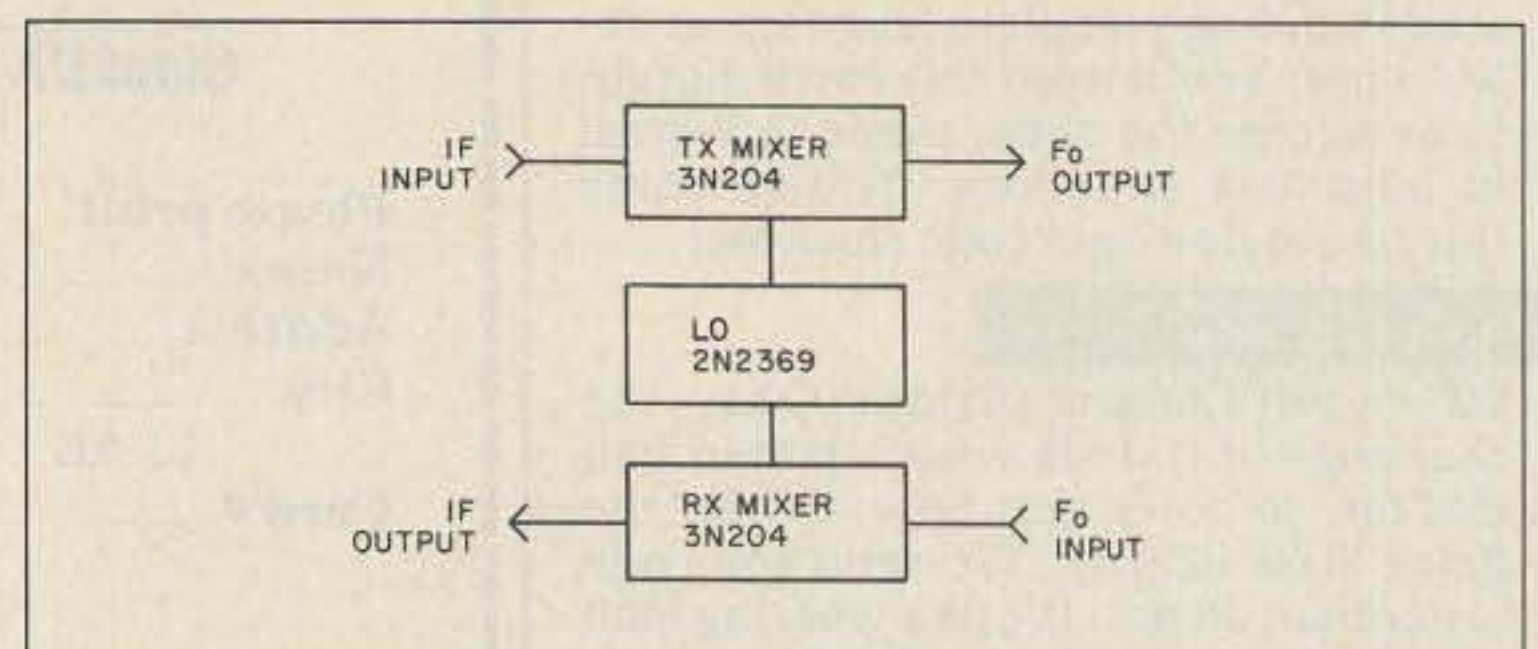 IF
INPUT
TX MIXER
3N204
Fo
OUTPUT
LO
2N2369
IF
OUTPUT
RX MIXER
3N204
Fo
INPUT